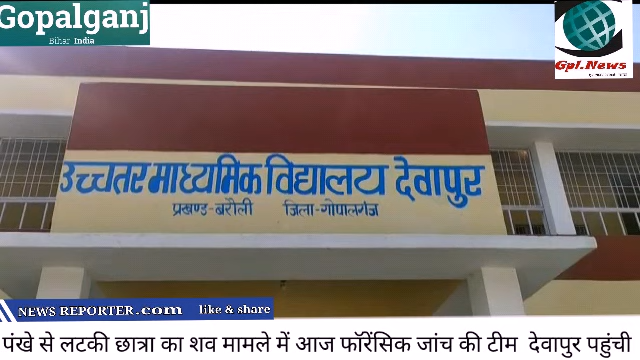 Gopalganj
Bihar India
Gpl.News
उच्चतर माध्यमिक विद्यालय देवापुर
प्रखण्ड-बरौली जिला-गोपालगंज
NEWS REPORTER.com like & share
पंखे से लटकी छात्रा का शव मामले में आज फॉरेंसिक जांच की टीम देवापुर पहुंची